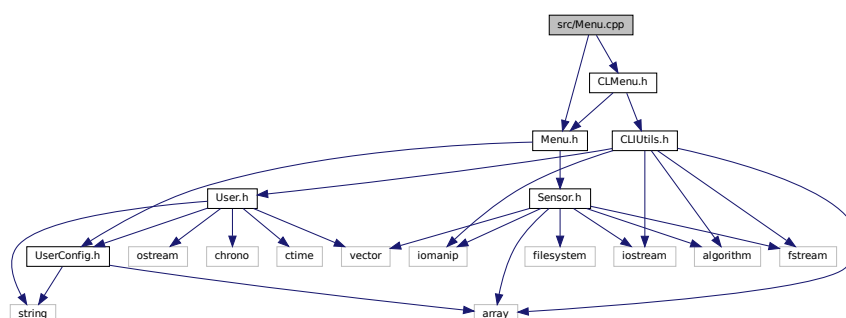 src/Menu.cpp
CLMenu.h
Menu.h
CLIUtils.h
User.h
Sensor.h
UserConfig.h
ostream
chrono
ctime
vector
iomanip
filesystem
iostream
algorithm
fstream
string
array